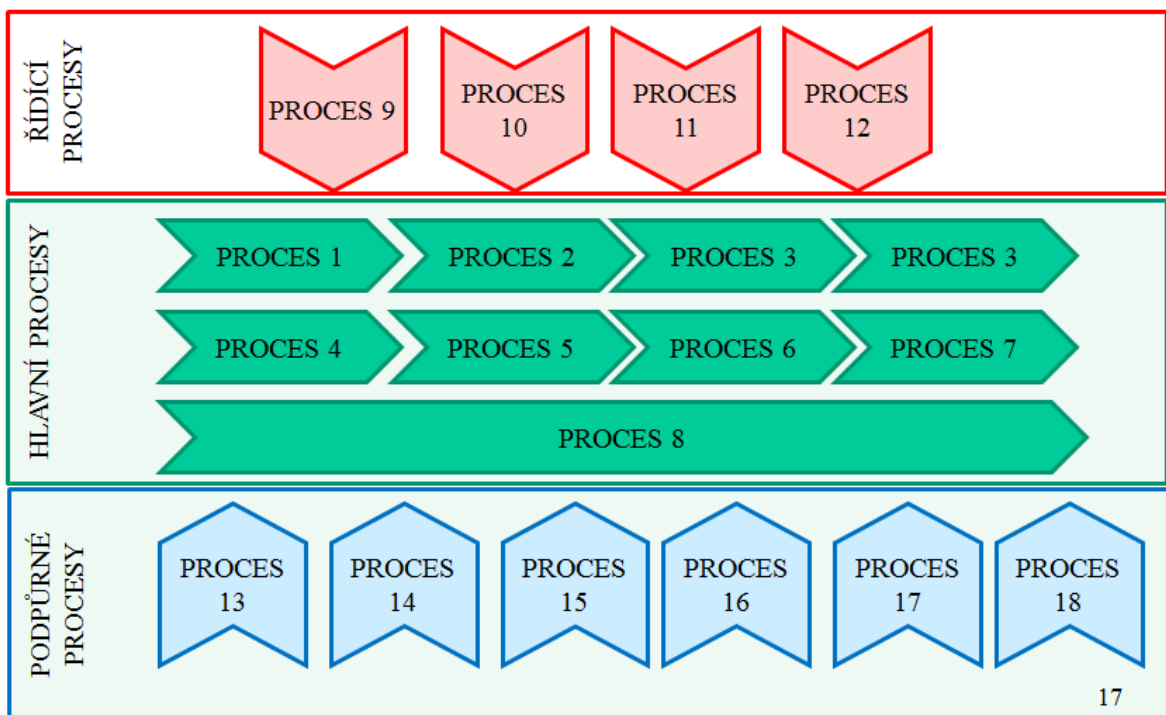 ŘÍDÍCÍ
PROCESY
PROCES 9
PROCES
10
PROCES
11
PROCES
12
HLAVNÍ PROCESY
PROCES 1
PROCES 2
PROCES 3
PROCES 3
PROCES 4
PROCES 5
PROCES 6
PROCES 7
PROCES 8
PODPŮRNÉ
PROCESY
PROCES
13
PROCES
14
PROCES
15
PROCES
16
PROCES
17
PROCES
18
17